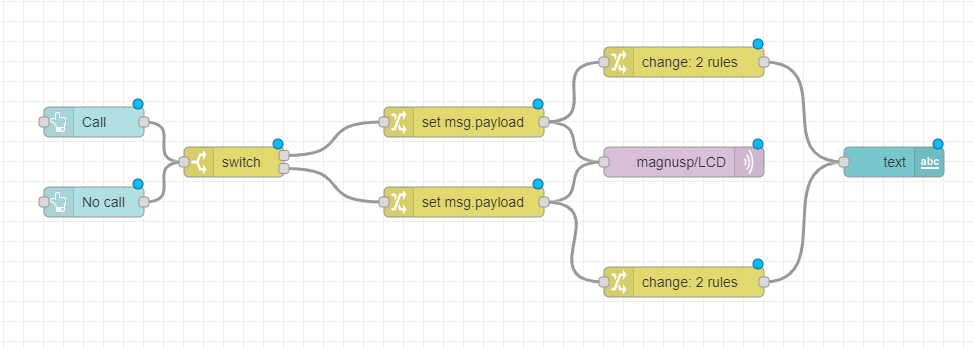 change: 2 rules
Call
set msg.payload
switch
magnusp/LCD
text
abc
No call
set msg.payload
change: 2 rules